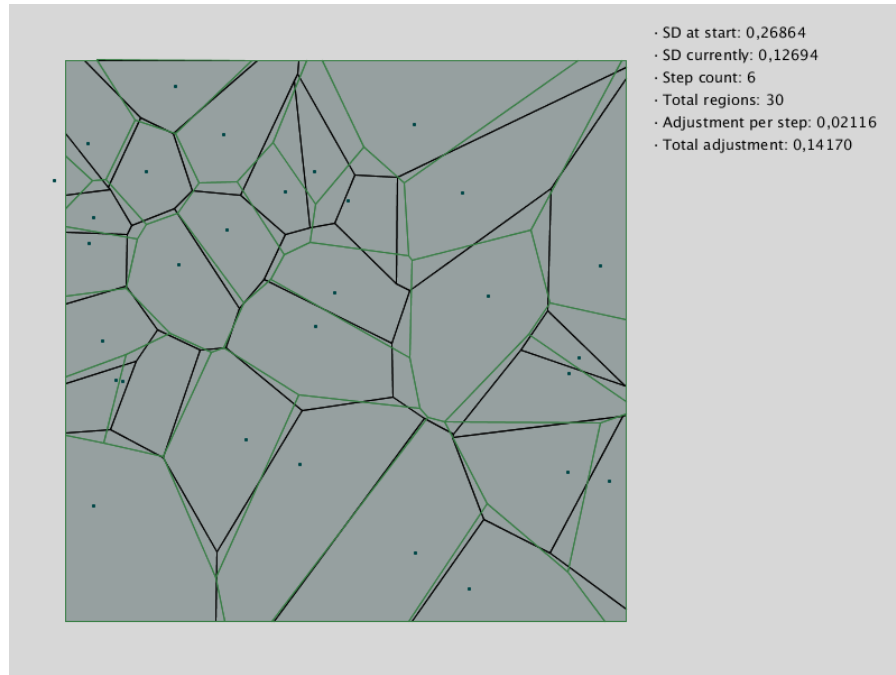 · SD at start: 0,26864
· SD currently: 0,12694
· Step count: 6
· Total regions: 30
· Adjustment per step: 0,02116
· Total adjustment: 0,14170